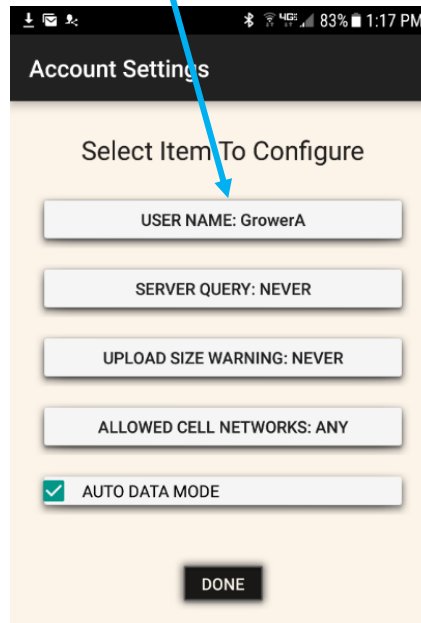 4G 83% 1:17 PM
Account Settings
Select Item To Configure
USER NAME: GrowerA
SERVER QUERY: NEVER
UPLOAD SIZE WARNING: NEVER
ALLOWED CELL NETWORKS: ANY
AUTO DATA MODE
DONE